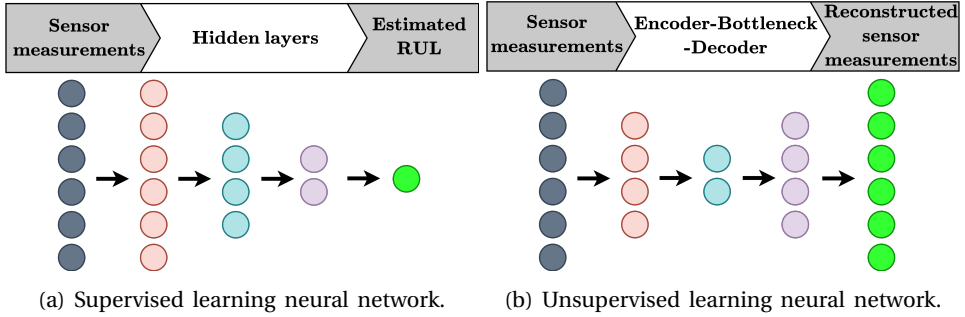 Sensor
measurements
Hidden layers
Estimated
RUL
Sensor
measurements
Encoder-Bottleneck
-Decoder
Reconstructed
sensor
measurements
(a) Supervised learning neural network.
(b) Unsupervised learning neural network.